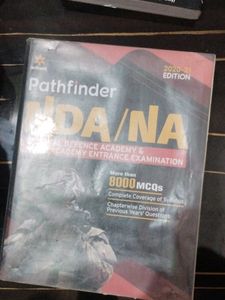 2020-21
EDITION
Pathfinder
NDA/NA
DEFENCE ACADEMY &
ACADEMY ENTRANCE EXAMINATION
More than
8000 MCQs
Complete Coverage of Syllabus
Chapterwise Division of
Previous Years' Questions